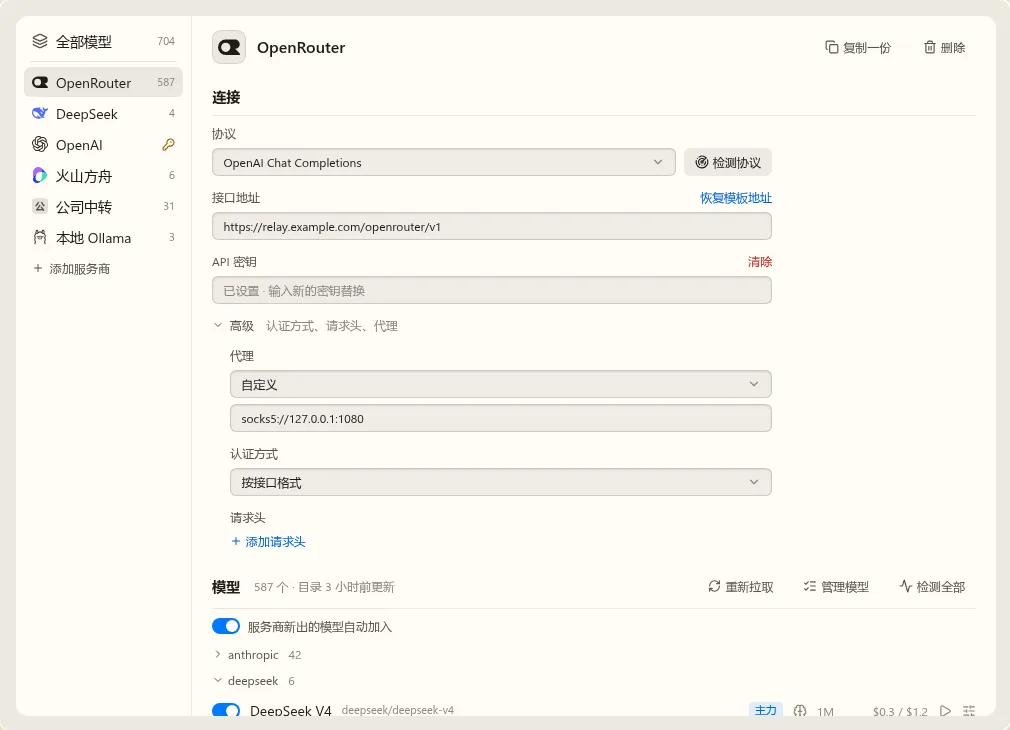 全部模型 704
OpenRouter 587
DeepSeek 4
OpenAI
火山方舟 6
公 公司中转 31
本地 Ollama 3
+ 添加服务商
OpenRouter
复制一份
删除
连接
协议
OpenAI Chat Completions
检测协议
接口地址
恢复模板地址
https://relay.example.com/openrouter/v1
API 密钥
清除
已设置 · 输入新的密钥替换
高级 认证方式、请求头、代理
代理
自定义
socks5://127.0.0.1:1080
认证方式
按接口格式
请求头
+ 添加请求头
模型 587 个 · 目录 3 小时前更新
重新拉取
管理模型
检测全部
服务商新出的模型自动加入
anthropic 42
deepseek 6
DeepSeek V4 deepseek/deepseek-v4 主力 1M $0.3 / $1.2